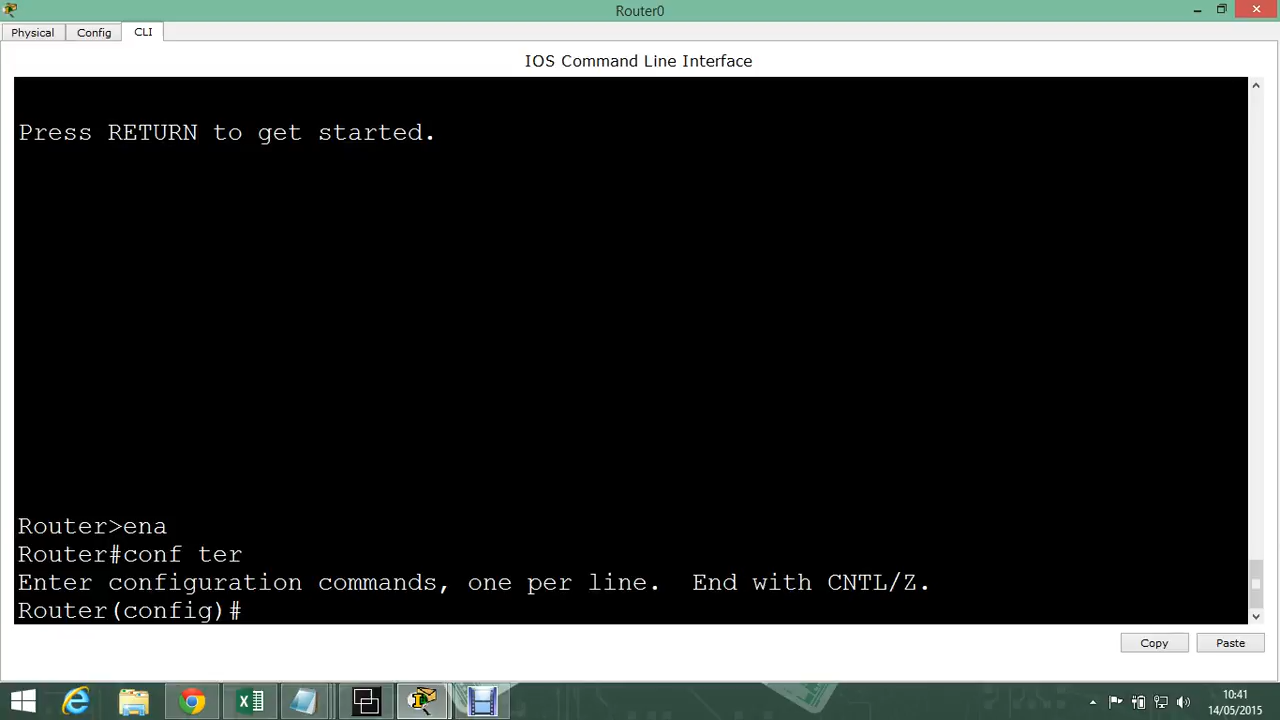 Router0
Physical Config CLI
IOS Command Line Interface
Press RETURN to get started.
Router>ena
Router#conf ter
Enter configuration commands, one per line.  End with CNTL/Z.
Router(config)#
Copy Paste
10:41
14/05/2015